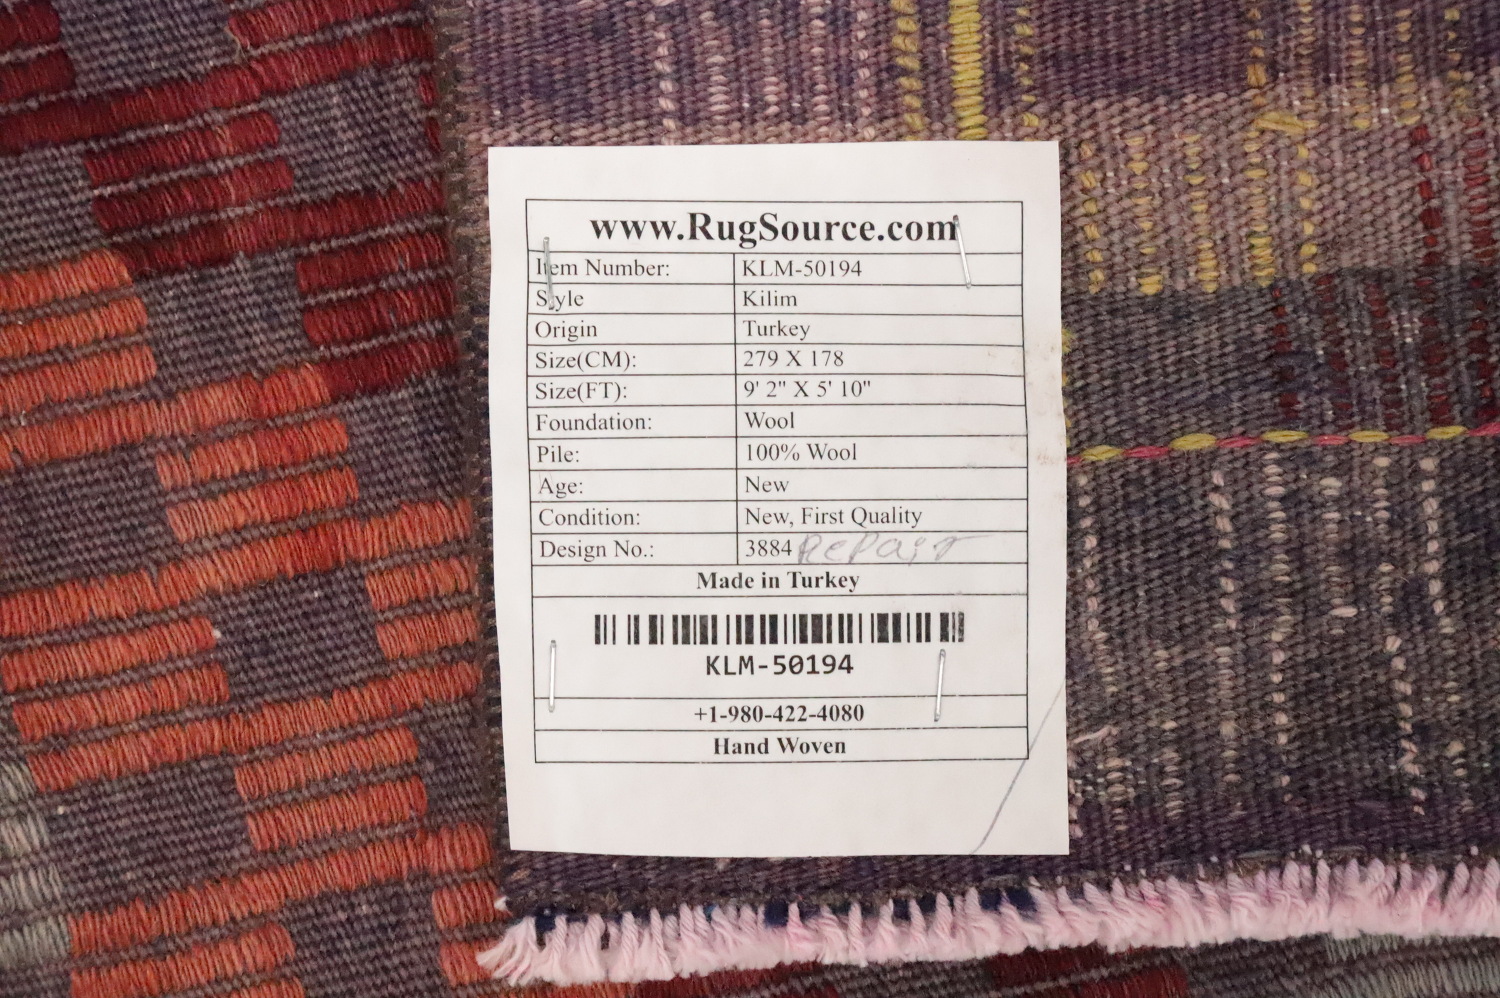 www.RugSource.com
Item Number: KLM-50194
Style Kilim
Origin Turkey
Size(CM): 279 X 178
Size(FT): 9' 2" X 5' 10"
Foundation: Wool
Pile: 100% Wool
Age: New
Condition: New, First Quality
Design No.: 3884 RePair
Made in Turkey
KLM-50194
+1-980-422-4080
Hand Woven